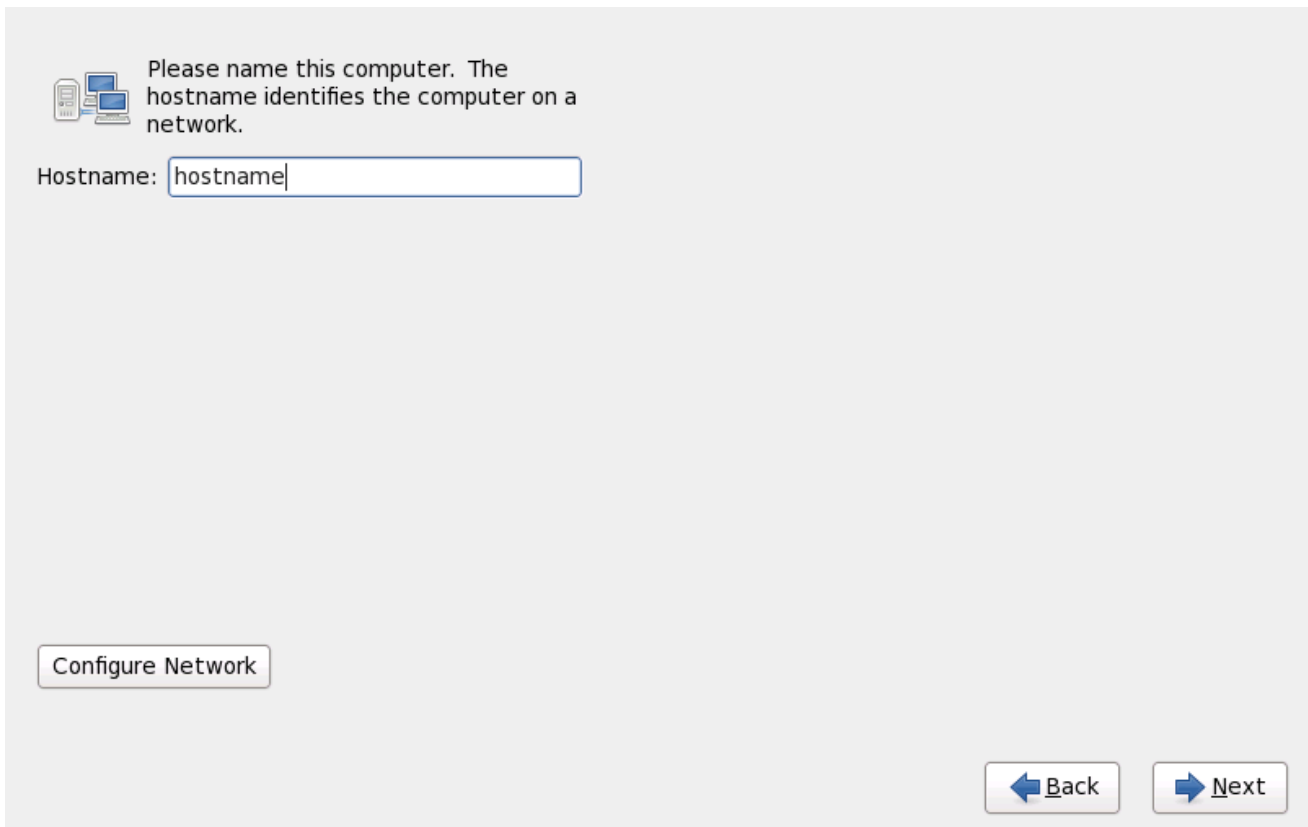 Please name this computer.  The
hostname identifies the computer on a
network.
Hostname: hostname
Configure Network
Back Next